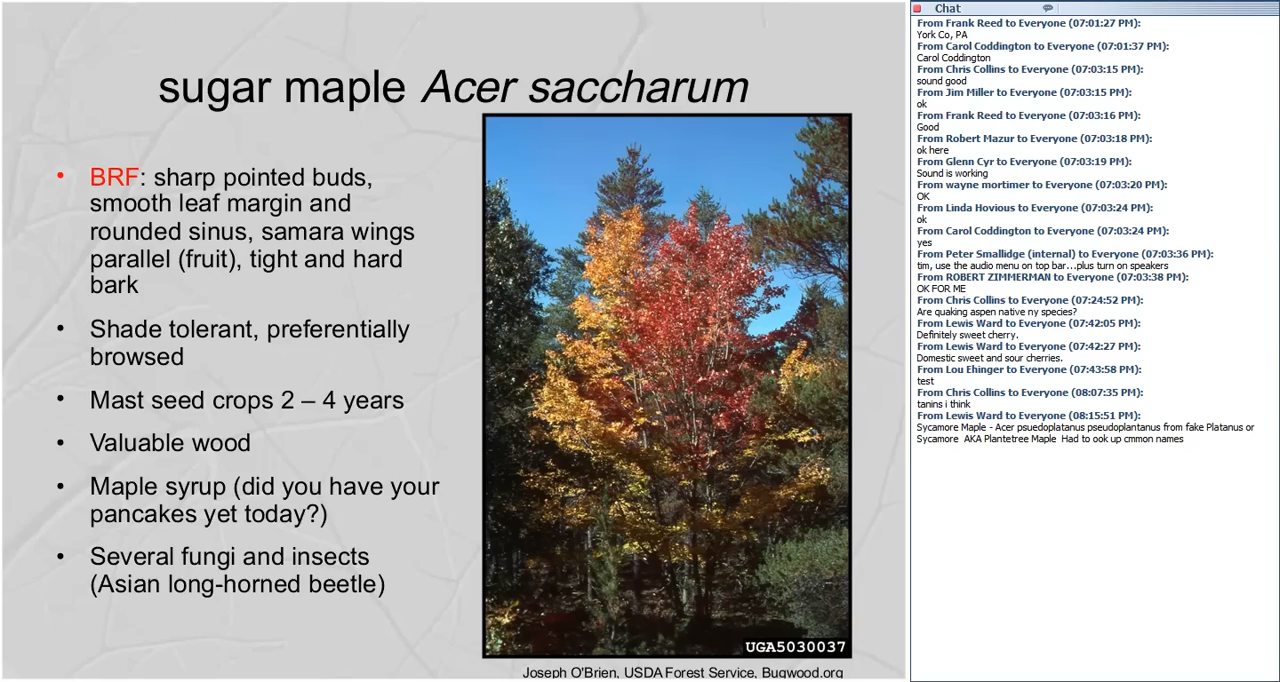 sugar maple Acer saccharum
• BRF: sharp pointed buds,
smooth leaf margin and
rounded sinus, samara wings
parallel (fruit), tight and hard
bark
• Shade tolerant, preferentially
browsed
• Mast seed crops 2 – 4 years
• Valuable wood
• Maple syrup (did you have your
pancakes yet today?)
• Several fungi and insects
(Asian long-horned beetle)
UGA5030037
Joseph O'Brien, USDA Forest Service, Bugwood.org
Chat
From Frank Reed to Everyone (07:01:27 PM):
York Co, PA
From Carol Coddington to Everyone (07:01:37 PM):
Carol Coddington
From Chris Collins to Everyone (07:03:15 PM):
sound good
From Jim Miller to Everyone (07:03:15 PM):
ok
From Frank Reed to Everyone (07:03:16 PM):
Good
From Robert Mazur to Everyone (07:03:18 PM):
ok here
From Glenn Cyr to Everyone (07:03:19 PM):
Sound is working
From wayne mortimer to Everyone (07:03:20 PM):
OK
From Linda Hovious to Everyone (07:03:24 PM):
ok
From Carol Coddington to Everyone (07:03:24 PM):
yes
From Peter Smallidge (internal) to Everyone (07:03:36 PM):
tim, use the audio menu on top bar...plus turn on speakers
From ROBERT ZIMMERMAN to Everyone (07:03:38 PM):
OK FOR ME
From Chris Collins to Everyone (07:24:52 PM):
Are quaking aspen native ny species?
From Lewis Ward to Everyone (07:42:05 PM):
Definitely sweet cherry.
From Lewis Ward to Everyone (07:42:27 PM):
Domestic sweet and sour cherries.
From Lou Ehinger to Everyone (07:43:58 PM):
test
From Chris Collins to Everyone (08:07:35 PM):
tanins i think
From Lewis Ward to Everyone (08:15:51 PM):
Sycamore Maple - Acer psuedoplatanus pseudoplantanus from fake Platanus or
Sycamore AKA Plantetree Maple Had to ook up cmmon names